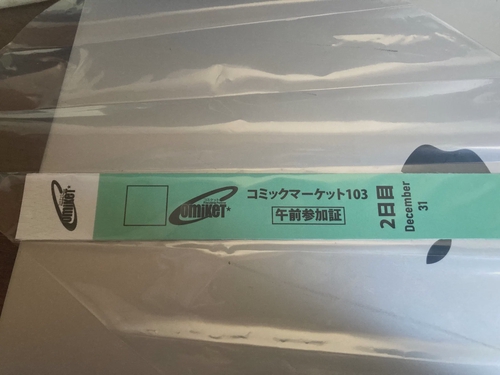 comiket
comiket
コミックマーケット103
午前参加証
2日目
December
31